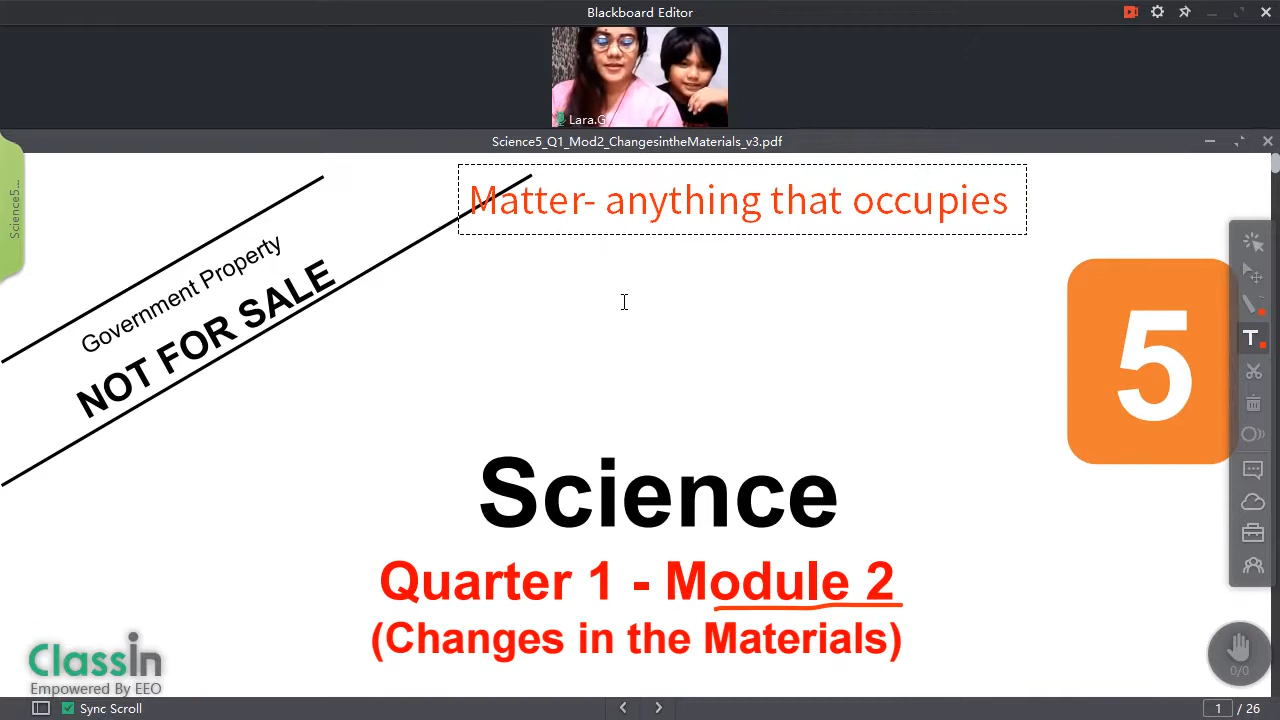 Blackboard Editor
Lara.G
Science5_Q1_Mod2_ChangesintheMaterials_v3.pdf
Science5...
Matter- anything that occupies
Government Property
NOT FOR SALE
5
T
Science
Quarter 1 - Module 2
(Changes in the Materials)
ClassIn
Empowered By EEO
0/0
Sync Scroll
1 / 26